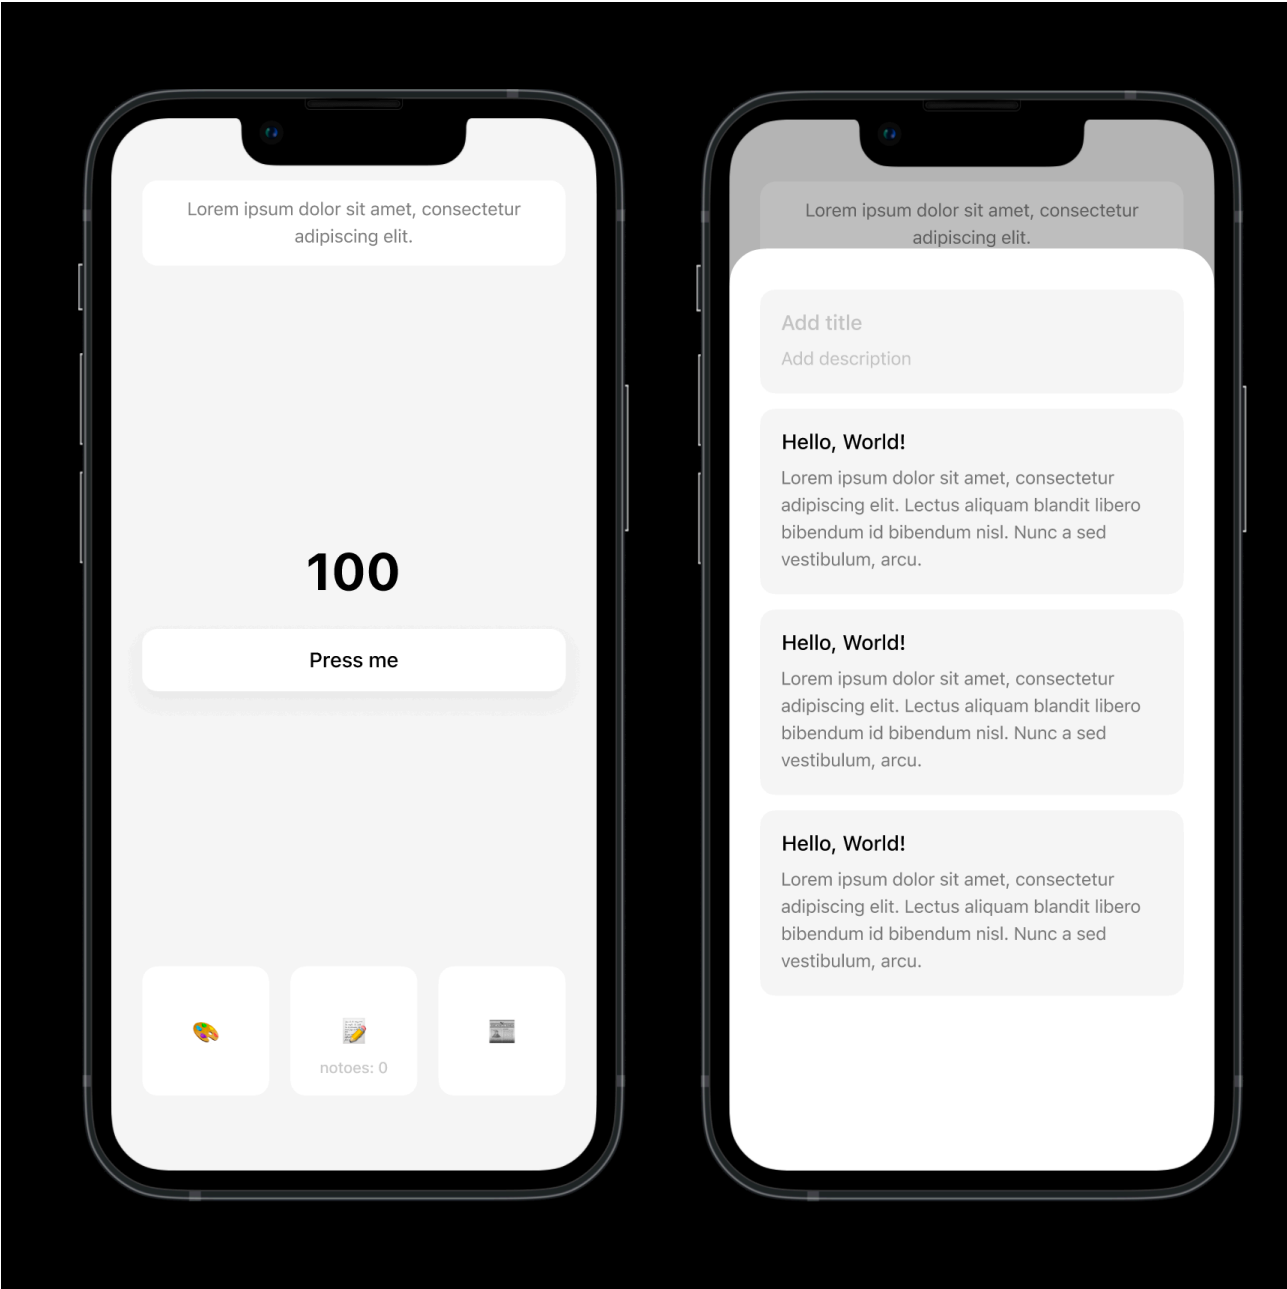 Lorem ipsum dolor sit amet, consectetur
adipiscing elit.
100
Press me
notoes: 0
Lorem ipsum dolor sit amet, consectetur
adipiscing elit.
Add title
Add description
Hello, World!
Lorem ipsum dolor sit amet, consectetur
adipiscing elit. Lectus aliquam blandit libero
bibendum id bibendum nisl. Nunc a sed
vestibulum, arcu.
Hello, World!
Lorem ipsum dolor sit amet, consectetur
adipiscing elit. Lectus aliquam blandit libero
bibendum id bibendum nisl. Nunc a sed
vestibulum, arcu.
Hello, World!
Lorem ipsum dolor sit amet, consectetur
adipiscing elit. Lectus aliquam blandit libero
bibendum id bibendum nisl. Nunc a sed
vestibulum, arcu.